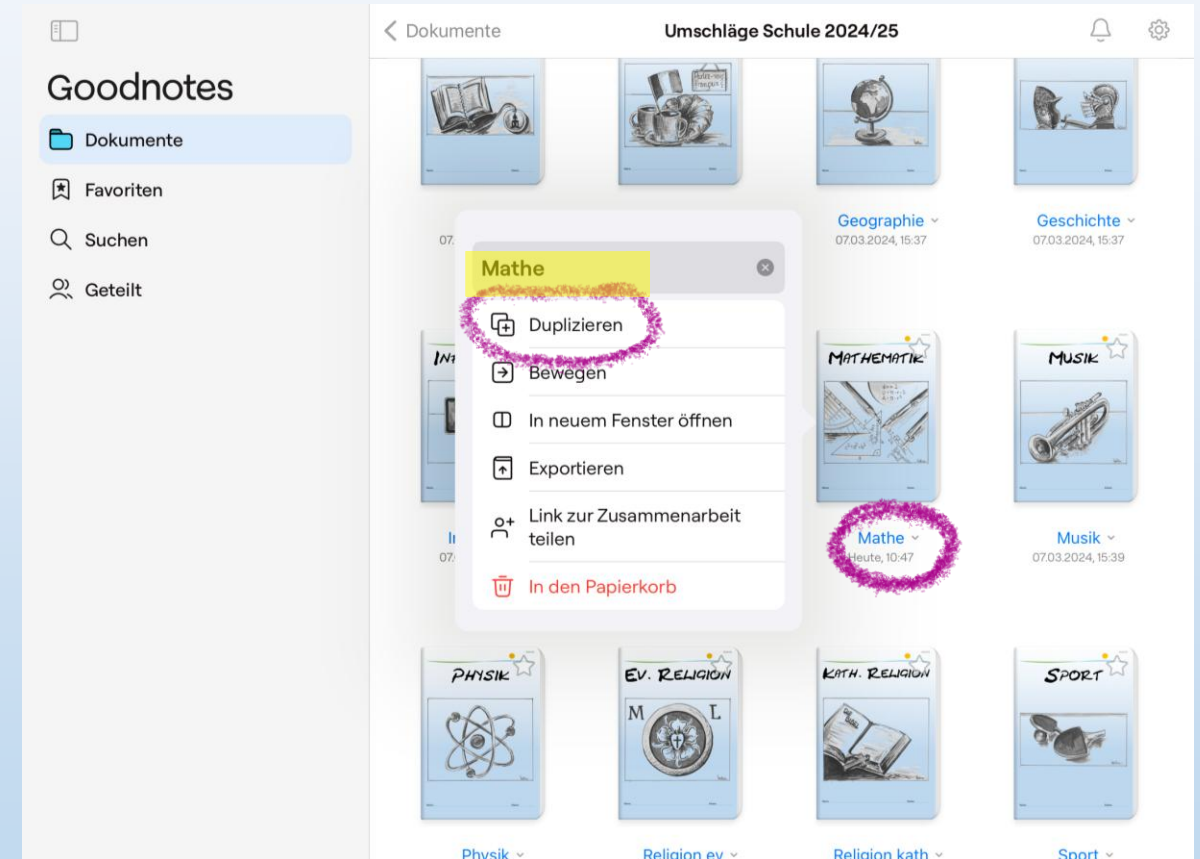 Goodnotes
Dokumente
Favoriten
Suchen
Geteilt
Dokumente
Umschläge Schule 2024/25
Geographie
07.03.2024, 15:37
Geschichte
07.03.2024, 15:37
07.
Mathe
Duplizieren
Bewegen
In neuem Fenster öffnen
Exportieren
Link zur Zusammenarbeit
teilen
In den Papierkorb
MATHEMATIK
Mathe
Heute, 10:47
MUSIK
Musik
07.03.2024, 15:39
07.
PHYSIK
Physik
EV. RELIGION
M L
Religion ev
KATH. RELIGION
Religion kath
SPORT
Sport